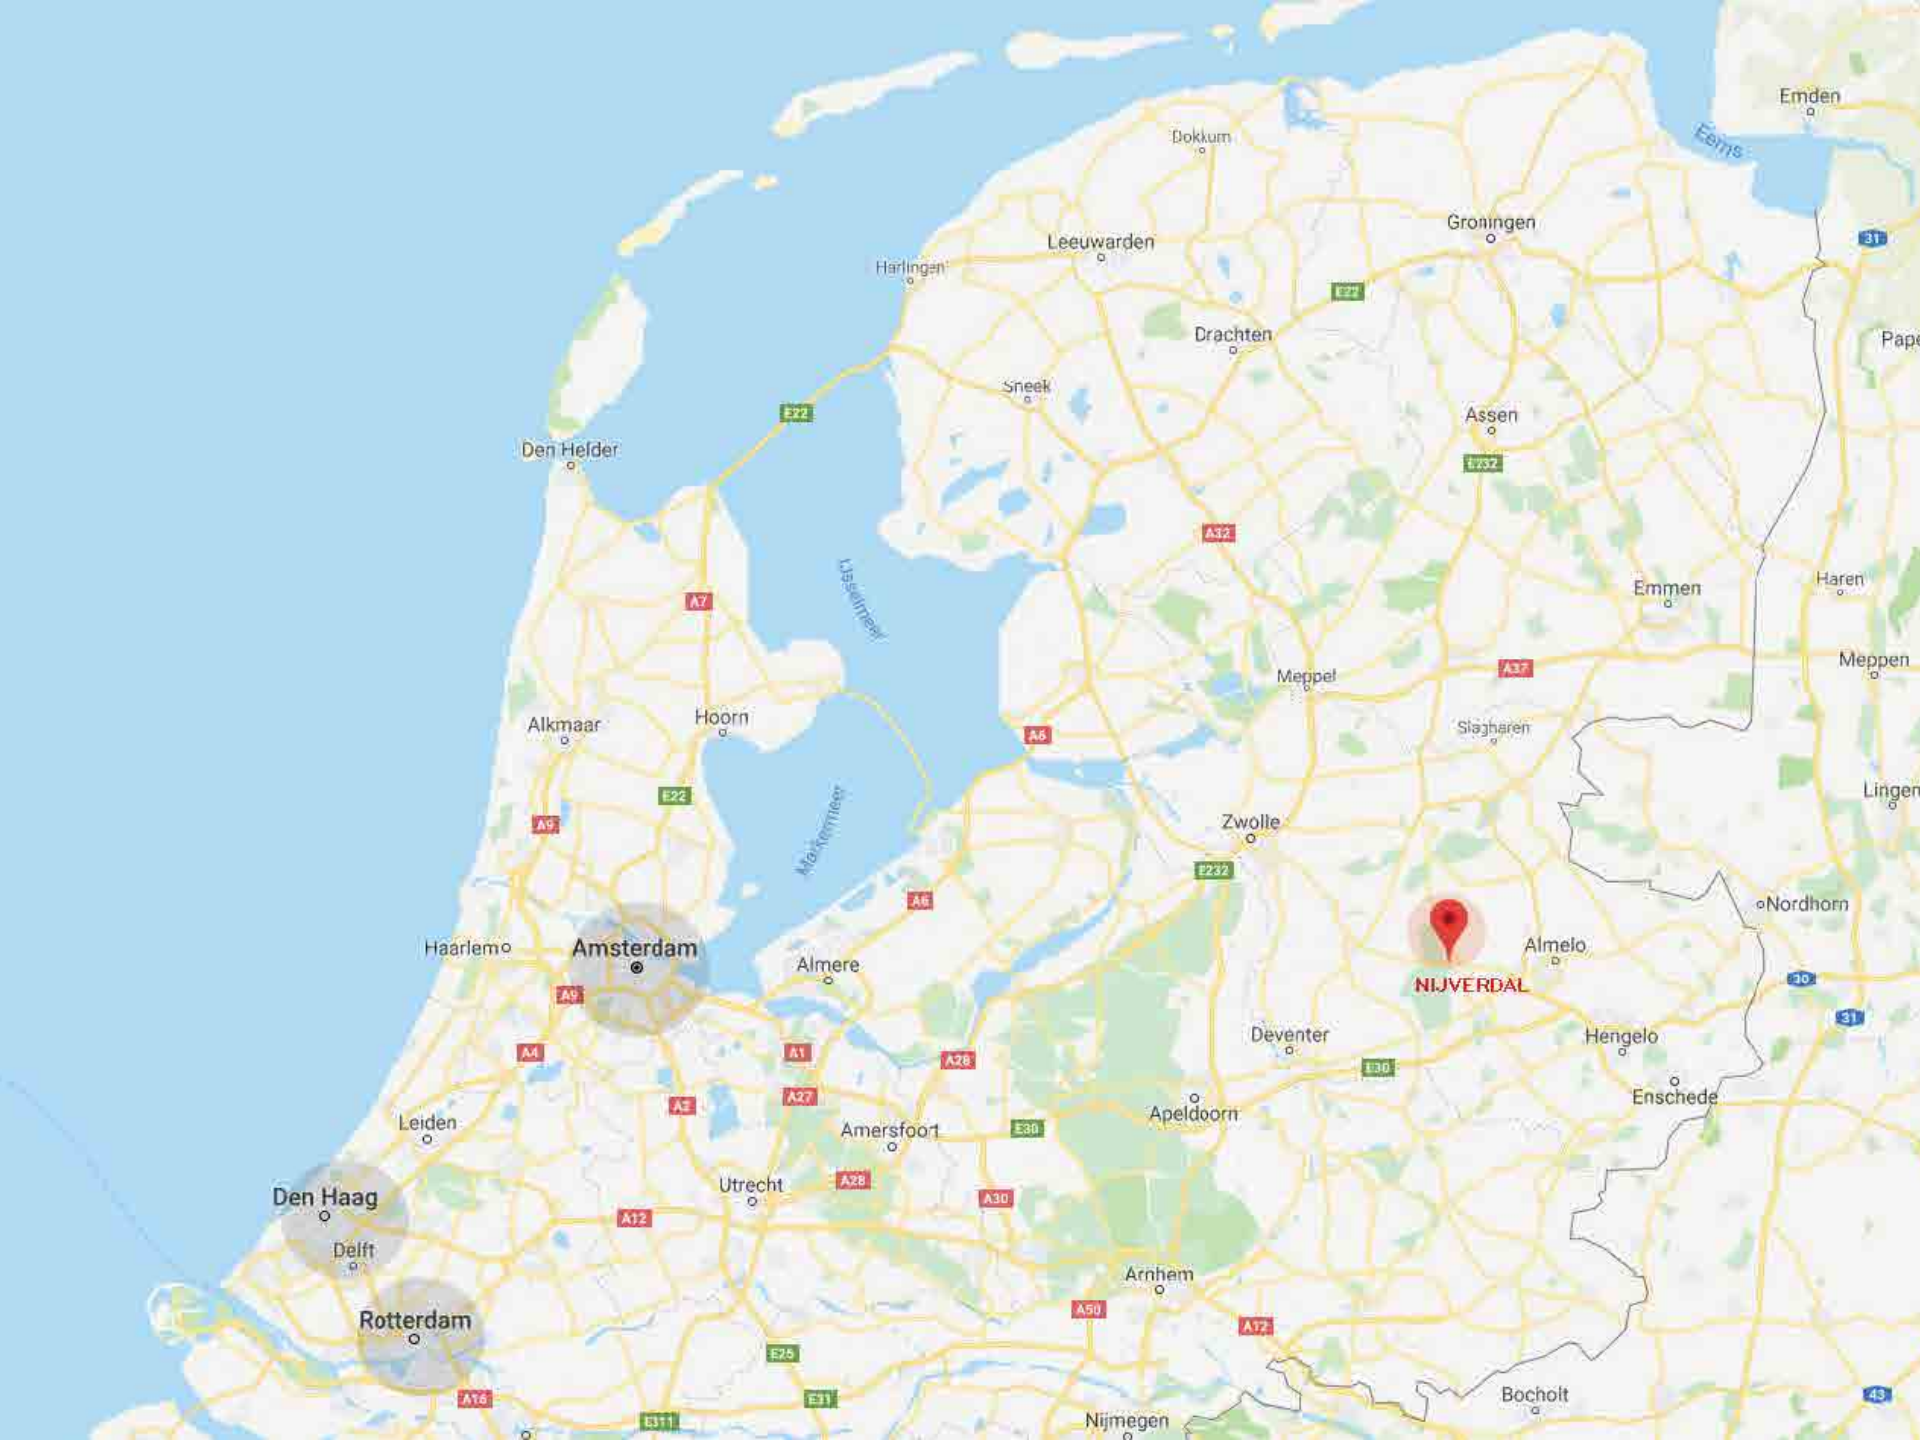 Emden
Eems
Dokkum
Groningen
31
Leeuwarden
Harlingen
E22
Drachten
Pape
Sneek
E22
Assen
Den Helder
E232
A32
IJsselmeer
Haren
Emmen
A7
Meppen
A37
Meppel
Hoorn
Alkmaar
Slagharen
A6
Lingen
E22
A9
Markermeer
Zwolle
E232
A6
Nordhorn
Haarlem
Amsterdam
Almelo
Almere
30
NIJVERDAL
A9
31
Deventer
Hengelo
A4
A1
A28
E30
Enschede
A27
A2
Apeldoorn
Leiden
Amersfoort
E30
A28
Utrecht
Den Haag
A30
A12
Delft
Arnhem
A50
Rotterdam
A12
E25
Bocholt
43
A16
E31
E311
Nijmegen